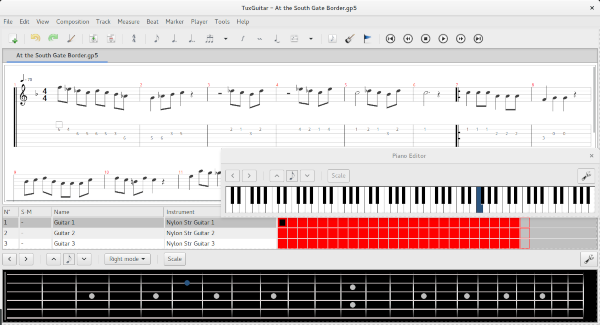 TuxGuitar - At the South Gate Border.gp5
File Edit View Composition Track Measure Beat Marker Player Tools Help
At the South Gate Border.gp5
Piano Editor
Scale
N° S-M Name Instrument
1 - Guitar 1 Nylon Str Guitar 1
2 - Guitar 2 Nylon Str Guitar 2
3 - Guitar 3 Nylon Str Guitar 3
Right mode Scale